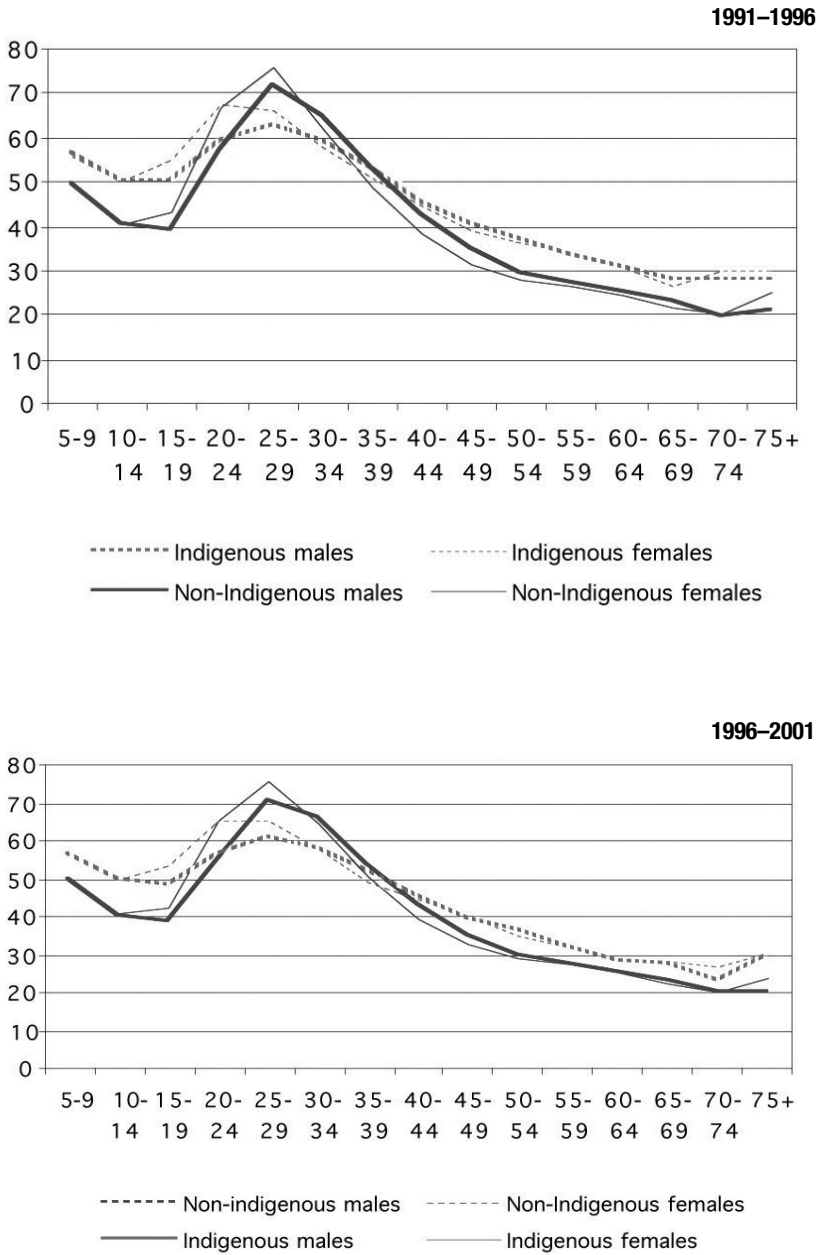 1991–1996
80
70
60
50
40
30
20
10
0
5-9 10- 15- 20- 25- 30- 35- 40- 45- 50- 55- 60- 65- 70- 75+
14 19 24 29 34 39 44 49 54 59 64 69 74
Indigenous males Indigenous females
Non-Indigenous males Non-Indigenous females
1996–2001
80
70
60
50
40
30
20
10
0
5-9 10- 15- 20- 25- 30- 35- 40- 45- 50- 55- 60- 65- 70- 75+
14 19 24 29 34 39 44 49 54 59 64 69 74
Non-indigenous males Non-Indigenous females
Indigenous males Indigenous females